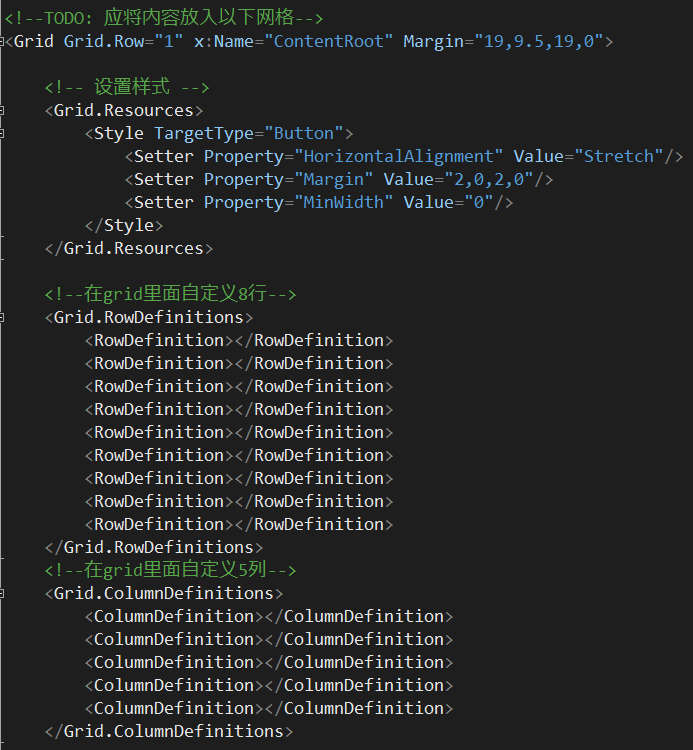 <!--TODO: 应将内容放入以下网格-->
<Grid Grid.Row="1" x:Name="ContentRoot" Margin="19,9.5,19,0">
<!-- 设置样式 -->
<Grid.Resources>
<Style TargetType="Button">
<Setter Property="HorizontalAlignment" Value="Stretch"/>
<Setter Property="Margin" Value="2,0,2,0"/>
<Setter Property="MinWidth" Value="0"/>
</Style>
</Grid.Resources>
<!--在grid里面自定义8行-->
<Grid.RowDefinitions>
<RowDefinition></RowDefinition>
<RowDefinition></RowDefinition>
<RowDefinition></RowDefinition>
<RowDefinition></RowDefinition>
<RowDefinition></RowDefinition>
<RowDefinition></RowDefinition>
<RowDefinition></RowDefinition>
<RowDefinition></RowDefinition>
<RowDefinition></RowDefinition>
</Grid.RowDefinitions>
<!--在grid里面自定义5列-->
<Grid.ColumnDefinitions>
<ColumnDefinition></ColumnDefinition>
<ColumnDefinition></ColumnDefinition>
<ColumnDefinition></ColumnDefinition>
<ColumnDefinition></ColumnDefinition>
<ColumnDefinition></ColumnDefinition>
</Grid.ColumnDefinitions>